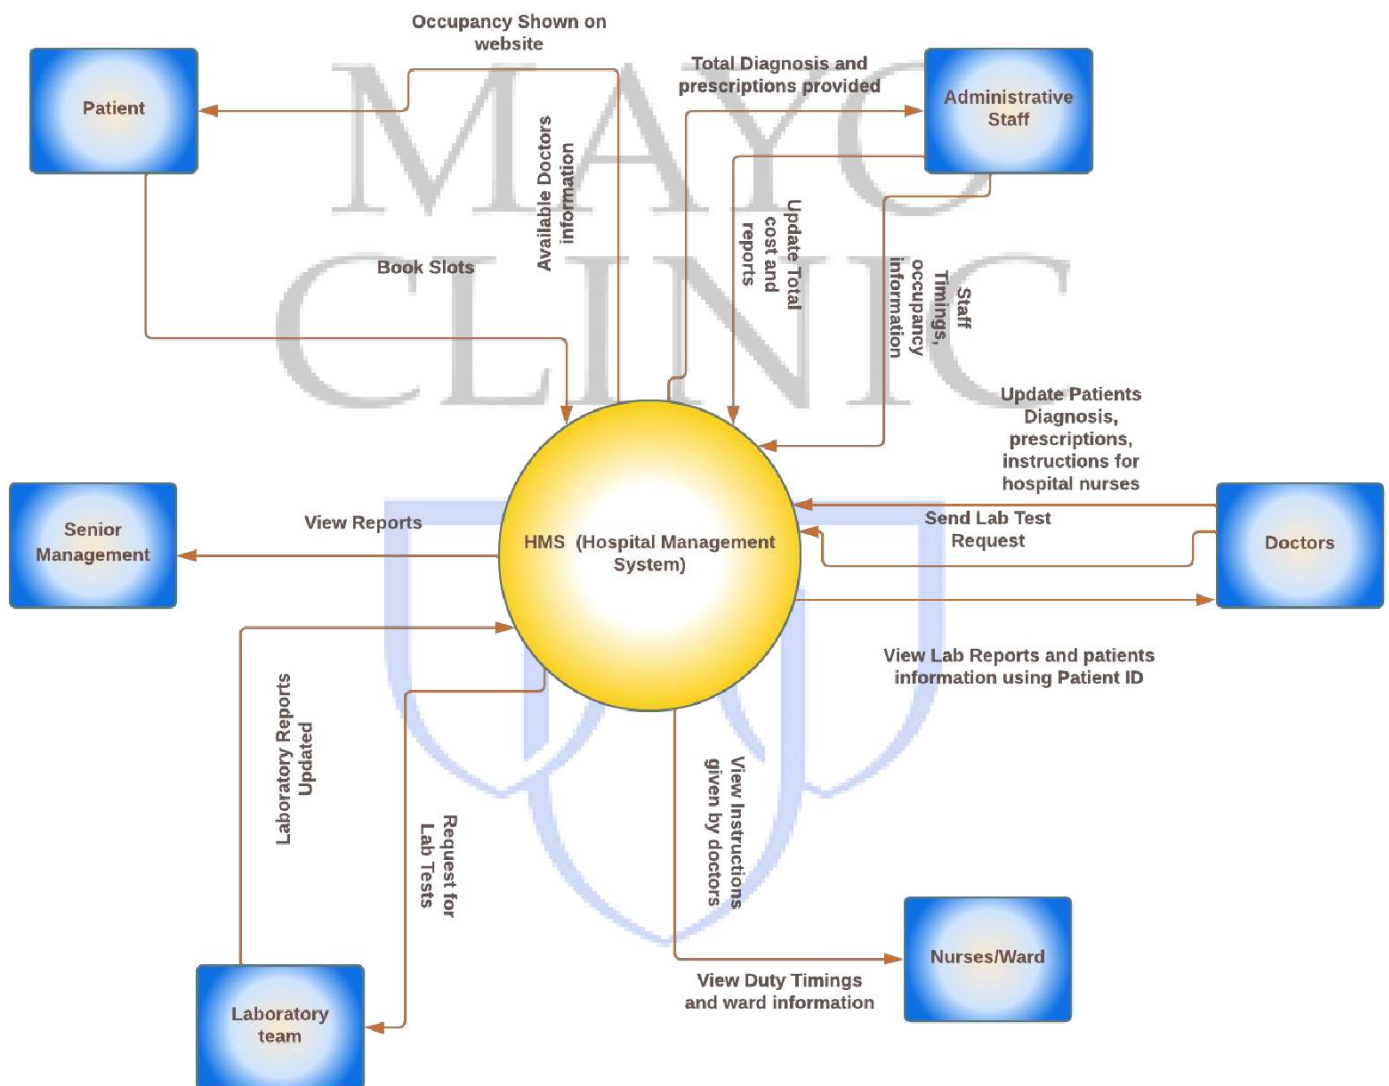 Occupancy Shown on
website
Patient
Total Diagnosis and
prescriptions provided
Administrative
Staff
MAYO
CLINIC
Available Doctors
information
Book Slots
Update Total
cost and
reports
Staff
Timings,
occupancy
information
Update Patients
Diagnosis,
prescriptions,
instructions for
hospital nurses
Senior
Management
View Reports
HMS (Hospital Management
System)
Send Lab Test
Request
Doctors
View Lab Reports and patients
information using Patient ID
Laboratory Reports
Updated
Request for
Lab Tests
View Instructions
given by doctors
Nurses/Ward
View Duty Timings
and ward information
Laboratory
team